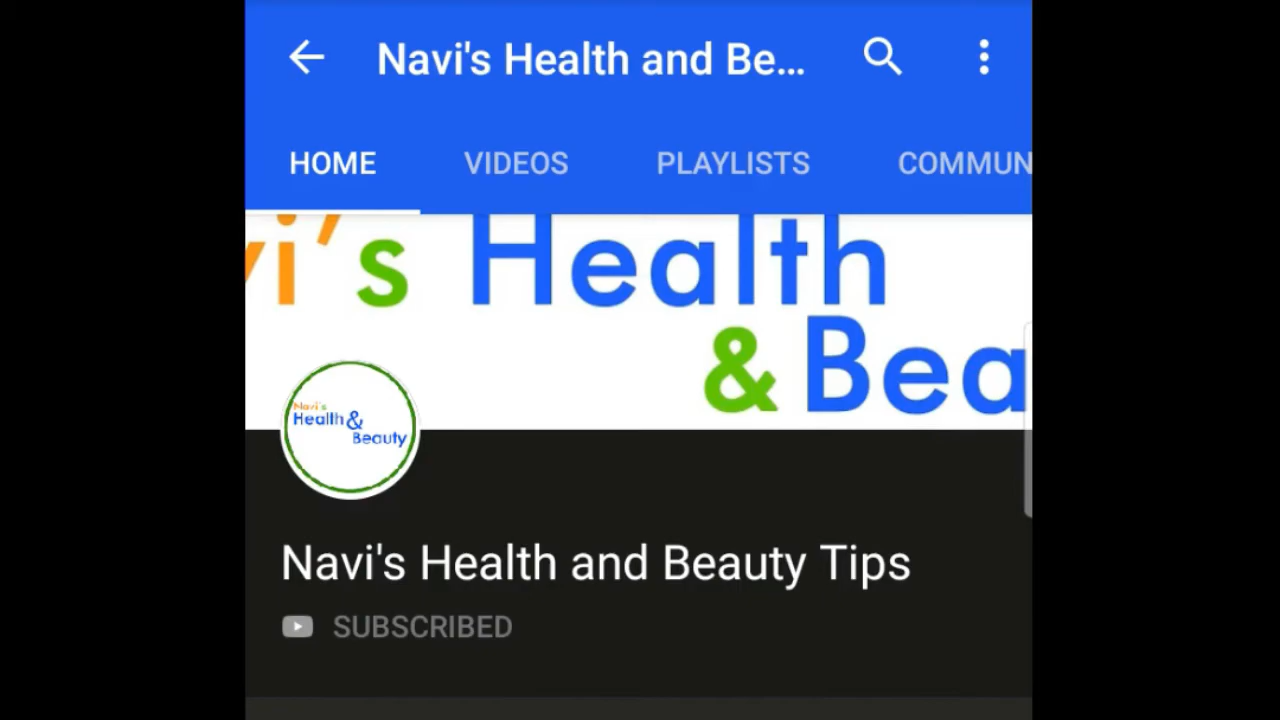 Navi's Health and Be...
HOME VIDEOS PLAYLISTS COMMUN
vi's Health
& Bea
Navi's
Health &
Beauty
Navi's Health and Beauty Tips
SUBSCRIBED